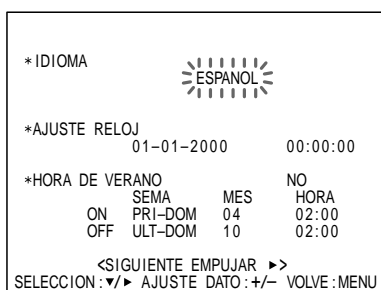 *IDIOMA
ESPANOL
*AJUSTE RELOJ
01-01-2000 00:00:00
*HORA DE VERANO NO
SEMA MES HORA
ON PRI-DOM 04 02:00
OFF ULT-DOM 10 02:00
<SIGUIENTE EMPUJAR ►>
SELECCION:▼/► AJUSTE DATO:+/− VOLVE:MENU